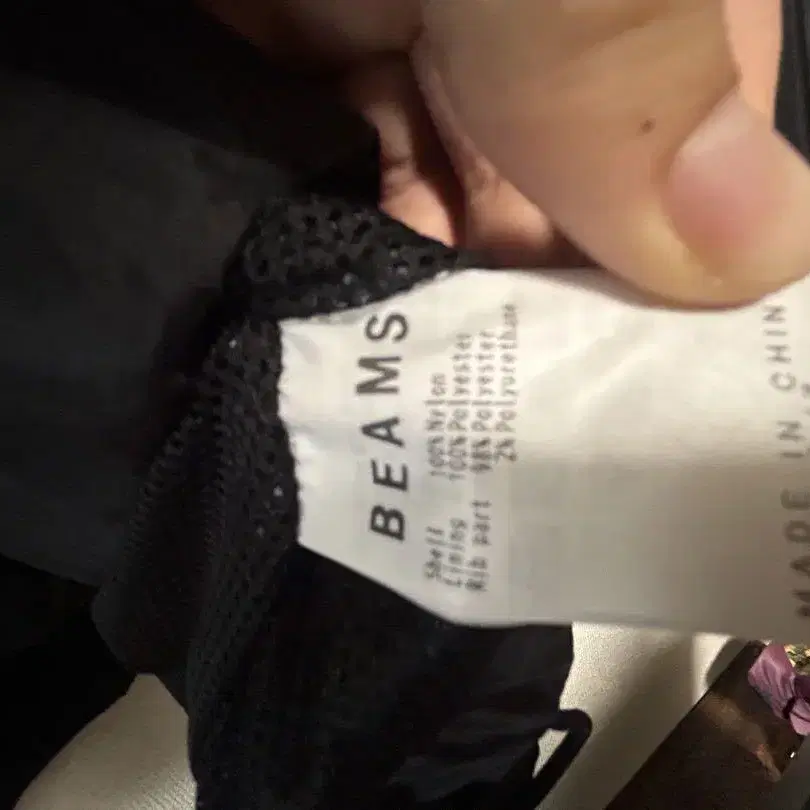 BEAMS
Shell 100% Nylon
Lining 100% Polyester
Rib part 98% Polyester
2% Polyurethane
MADE IN CHIN